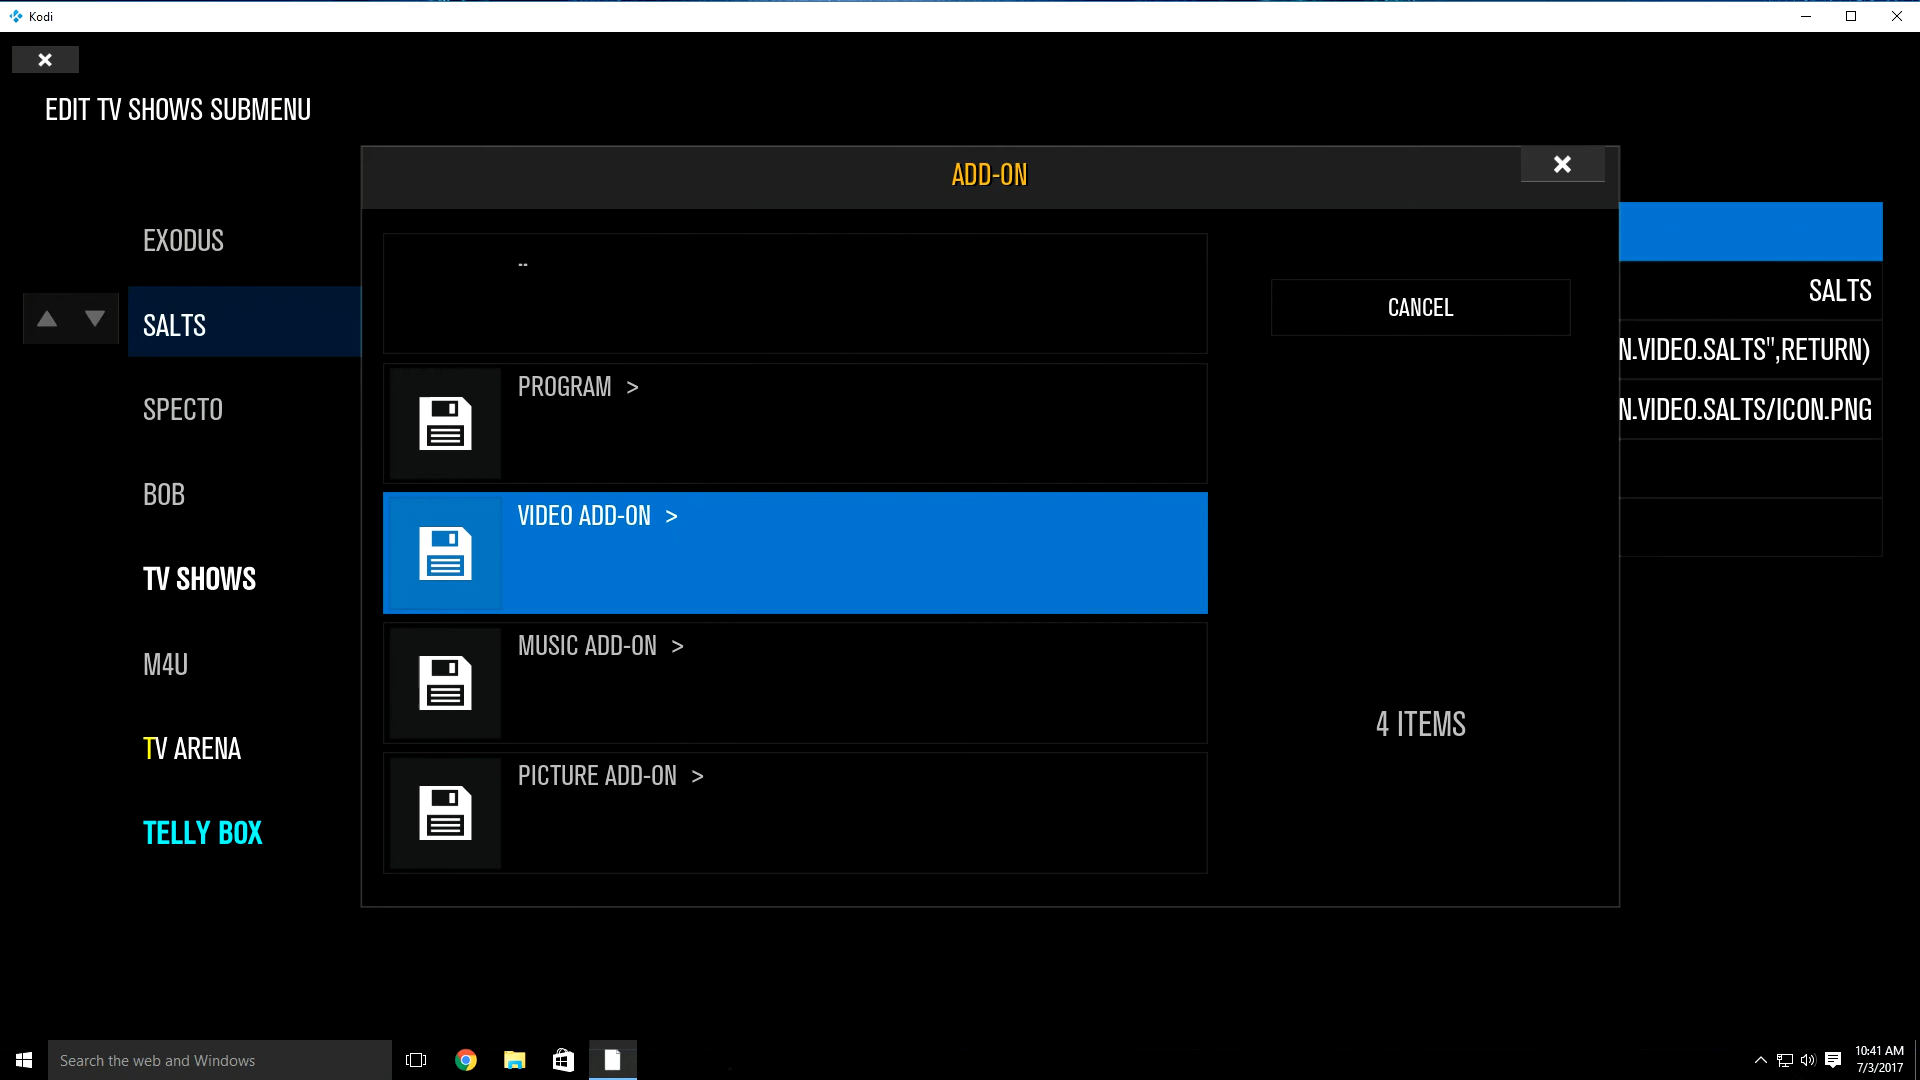 Kodi
EDIT TV SHOWS SUBMENU
ADD-ON
EXODUS
SALTS
SPECTO
BOB
TV SHOWS
M4U
TV ARENA
TELLY BOX
..
PROGRAM >
VIDEO ADD-ON >
MUSIC ADD-ON >
PICTURE ADD-ON >
CANCEL
4 ITEMS
SALTS
N.VIDEO.SALTS",RETURN)
N.VIDEO.SALTS/ICON.PNG
Search the web and Windows
10:41 AM
7/3/2017